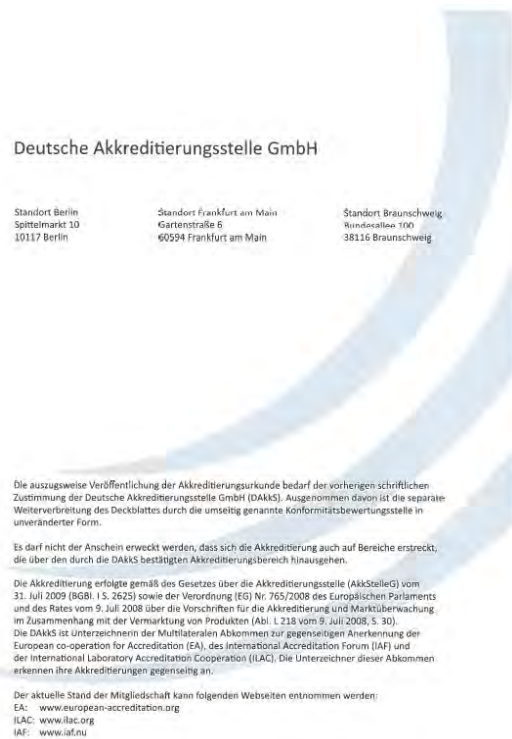 Deutsche Akkreditierungsstelle GmbH
Standort Berlin
Spittelmarkt 10
10117 Berlin
Standort Frankfurt am Main
Gartenstraße 6
60594 Frankfurt am Main
Standort Braunschweig
Bundesallee 100
38116 Braunschweig
Die auszugsweise Veröffentlichung der Akkreditierungsurkunde bedarf der vorherigen schriftlichen
Zustimmung der Deutsche Akkreditierungsstelle GmbH (DAkkS). Ausgenommen davon ist die separate
Weiterverbreitung des Deckblattes durch die umseitig genannte Konformitätsbewertungsstelle in
unveränderter Form.
Es darf nicht der Anschein erweckt werden, dass sich die Akkreditierung auch auf Bereiche erstreckt,
die über den durch die DAkkS bestätigten Akkreditierungsbereich hinausgehen.
Die Akkreditierung erfolgte gemäß des Gesetzes über die Akkreditierungsstelle (AkkStelleG) vom
31. Juli 2009 (BGBl. I S. 2625) sowie der Verordnung (EG) Nr. 765/2008 des Europäischen Parlaments
und des Rates vom 9. Juli 2008 über die Vorschriften für die Akkreditierung und Marktüberwachung
im Zusammenhang mit der Vermarktung von Produkten (Abl. L 218 vom 9. Juli 2008, S. 30).
Die DAkkS ist Unterzeichnerin der Multilateralen Abkommen zur gegenseitigen Anerkennung der
European co-operation for Accreditation (EA), des International Accreditation Forum (IAF) und
der International Laboratory Accreditation Cooperation (ILAC). Die Unterzeichner dieser Abkommen
erkennen ihre Akkreditierungen gegenseitig an.
Der aktuelle Stand der Mitgliedschaft kann folgenden Webseiten entnommen werden:
EA: www.european-accreditation.org
ILAC: www.ilac.org
IAF: www.iaf.nu